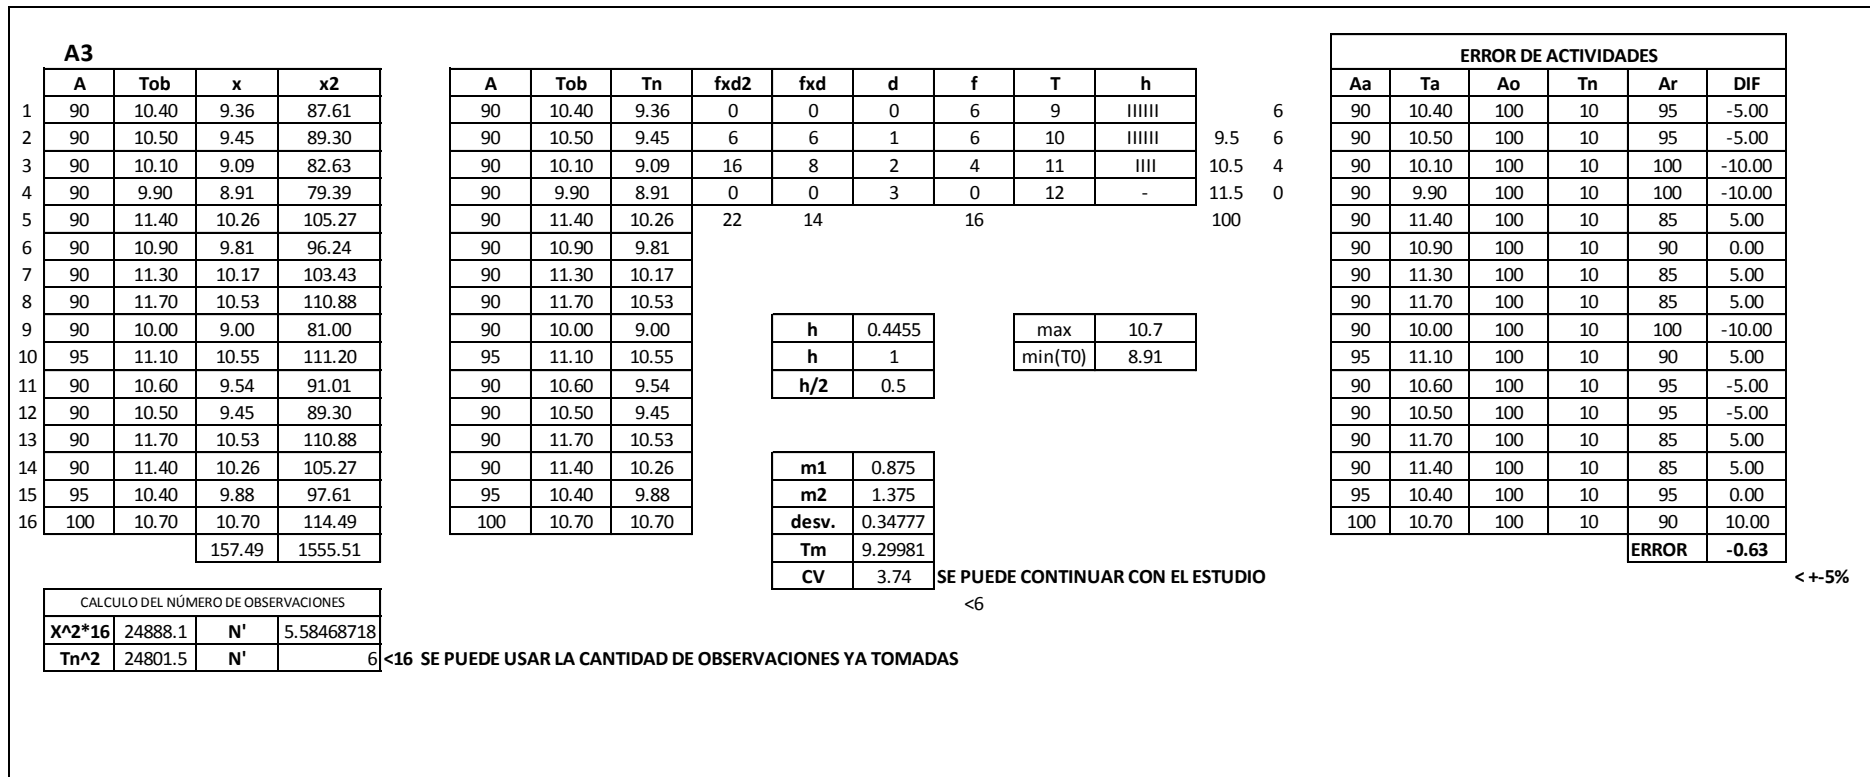 A3
ERROR DE ACTIVIDADES
A Tob x x2 A Tob Tn fxd2 fxd d f T h Aa Ta Ao Tn Ar DIF
1 90 10.40 9.36 87.61 90 10.40 9.36 0 0 0 6 9 IIIIII 6 90 10.40 100 10 95 -5.00
2 90 10.50 9.45 89.30 90 10.50 9.45 6 6 1 6 10 IIIIII 9.5 6 90 10.50 100 10 95 -5.00
3 90 10.10 9.09 82.63 90 10.10 9.09 16 8 2 4 11 IIII 10.5 4 90 10.10 100 10 100 -10.00
4 90 9.90 8.91 79.39 90 9.90 8.91 0 0 3 0 12 - 11.5 0 90 9.90 100 10 100 -10.00
5 90 11.40 10.26 105.27 90 11.40 10.26 22 14 16 100 90 11.40 100 10 85 5.00
6 90 10.90 9.81 96.24 90 10.90 9.81 90 10.90 100 10 90 0.00
7 90 11.30 10.17 103.43 90 11.30 10.17 90 11.30 100 10 85 5.00
8 90 11.70 10.53 110.88 90 11.70 10.53 90 11.70 100 10 85 5.00
9 90 10.00 9.00 81.00 90 10.00 9.00 h 0.4455 max 10.7 90 10.00 100 10 100 -10.00
10 95 11.10 10.55 111.20 95 11.10 10.55 h 1 min(T0) 8.91 95 11.10 100 10 90 5.00
11 90 10.60 9.54 91.01 90 10.60 9.54 h/2 0.5 90 10.60 100 10 95 -5.00
12 90 10.50 9.45 89.30 90 10.50 9.45 90 10.50 100 10 95 -5.00
13 90 11.70 10.53 110.88 90 11.70 10.53 90 11.70 100 10 85 5.00
14 90 11.40 10.26 105.27 90 11.40 10.26 m1 0.875 90 11.40 100 10 85 5.00
15 95 10.40 9.88 97.61 95 10.40 9.88 m2 1.375 95 10.40 100 10 95 0.00
16 100 10.70 10.70 114.49 100 10.70 10.70 desv. 0.34777 100 10.70 100 10 90 10.00
157.49 1555.51 Tm 9.29981 ERROR -0.63
CV 3.74 SE PUEDE CONTINUAR CON EL ESTUDIO < +-5%
CALCULO DEL NÚMERO DE OBSERVACIONES <6
X^2*16 24888.1 N' 5.58468718
Tn^2 24801.5 N' 6 <16 SE PUEDE USAR LA CANTIDAD DE OBSERVACIONES YA TOMADAS